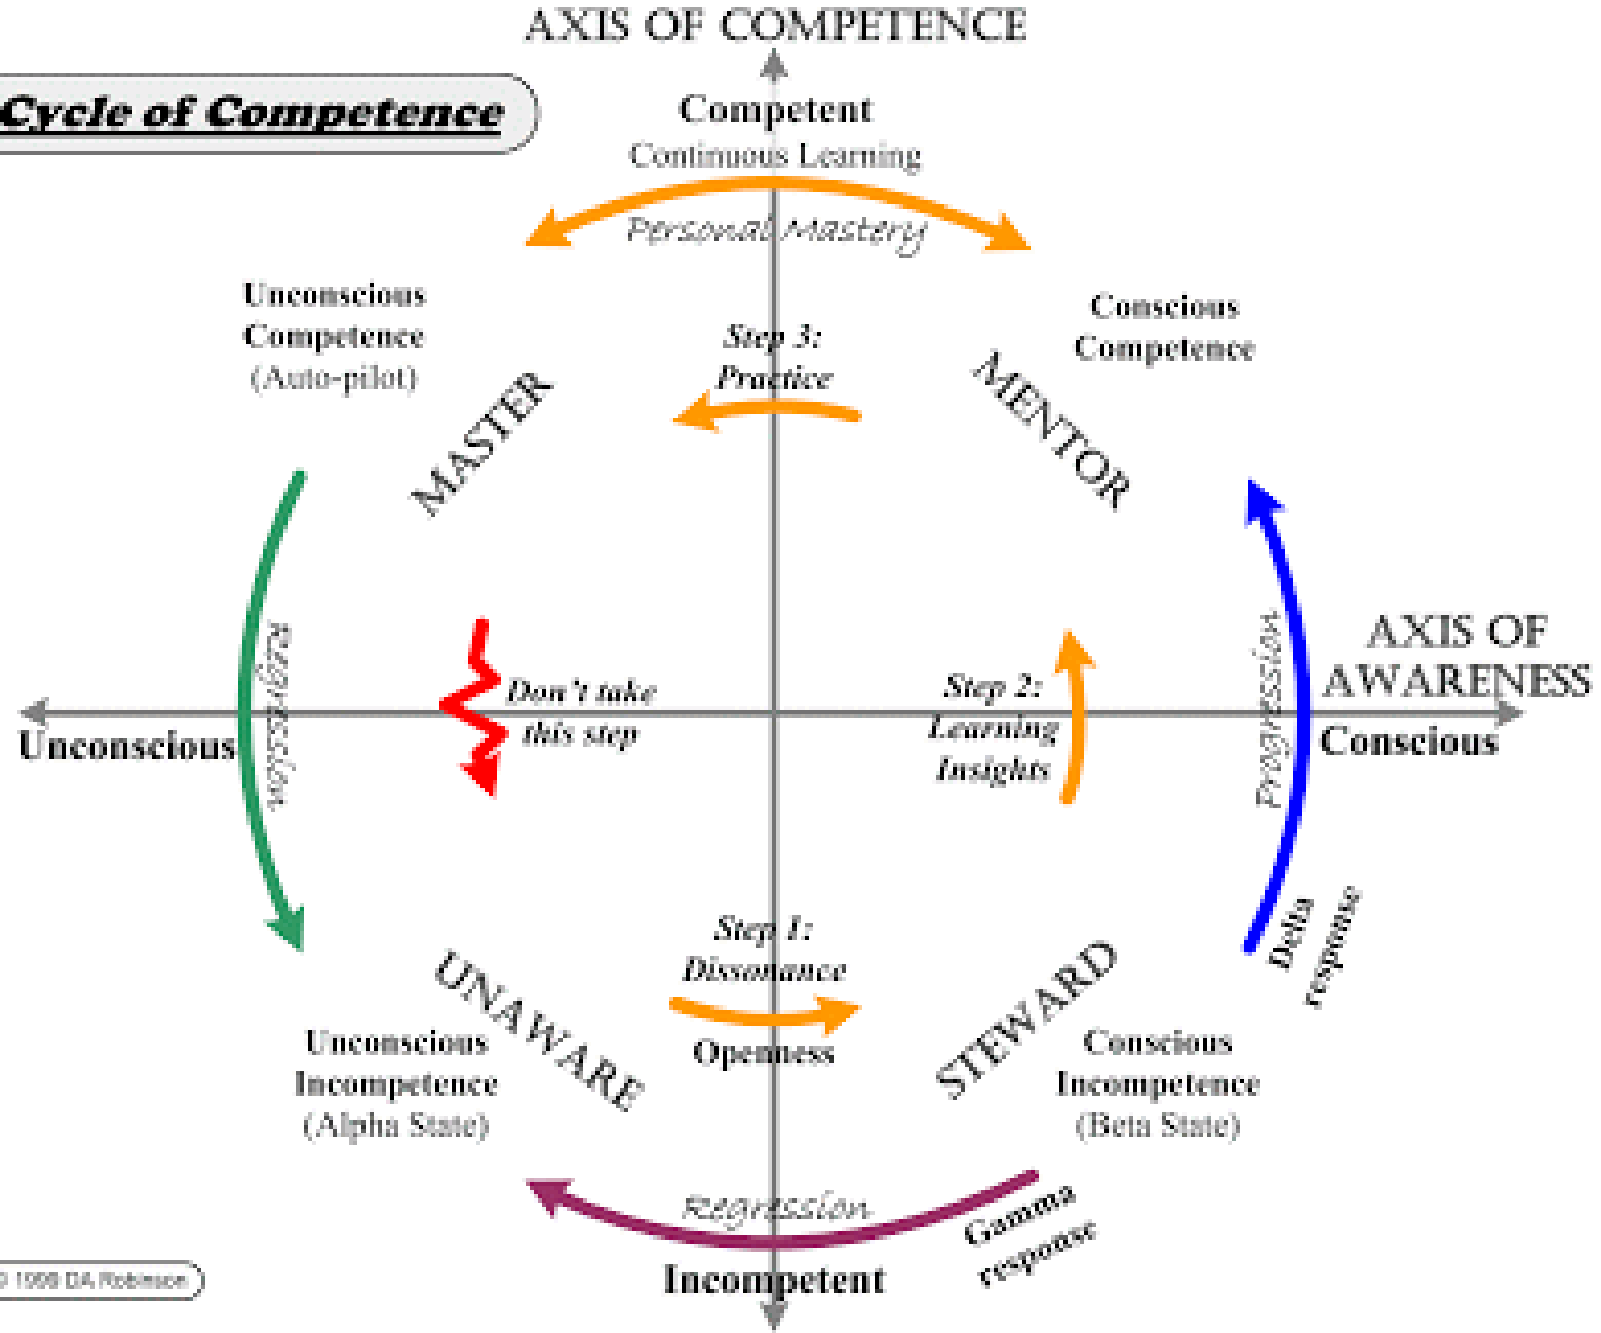 AXIS OF COMPETENCE
Cycle of Competence
Competent
Continuous Learning
Personal Mastery
Unconscious
Competence
(Auto-pilot)
Step 3:
Practice
Conscious
Competence
MASTER
MENTOR
Regression
Don't take
this step
Step 2:
Learning
Insights
Progression
AXIS OF
AWARENESS
Unconscious
Conscious
Step 1:
Dissonance
Openness
UNAWARE
STEWARD
Delta
response
Unconscious
Incompetence
(Alpha State)
Conscious
Incompetence
(Beta State)
Regression
Gamma
response
Incompetent
© 1999 DA Robinson